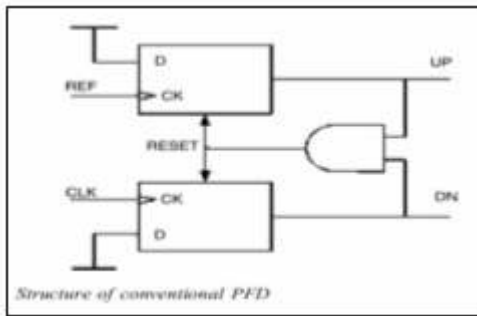 D
UP
REF
CK
RESET
CLK
CK
DN
D
Structure of conventional PFD